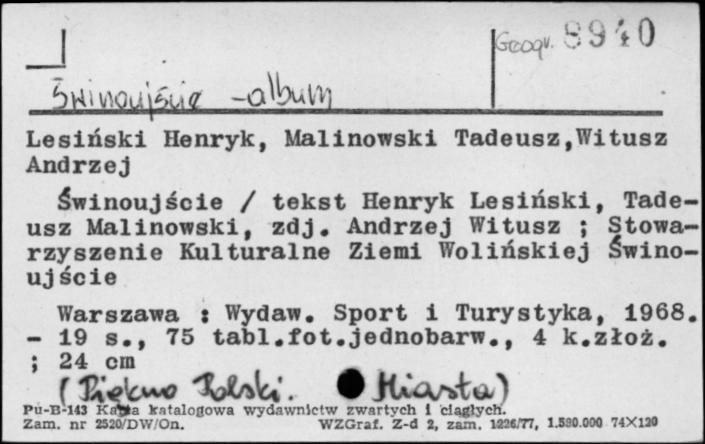 Geogr. 8940
Świnoujście - album
Lesiński Henryk, Malinowski Tadeusz,Witusz
Andrzej
Świnoujście / tekst Henryk Lesiński, Tade-
usz Malinowski, zdj. Andrzej Witusz ; Stowa-
rzyszenie Kulturalne Ziemi Wolińskiej Świno-
ujście
Warszawa : Wydaw. Sport i Turystyka, 1968.
- 19 s., 75 tabl.fot.jednobarw., 4 k.złoż.
; 24 cm
(Piękno Polski. Miasta)
Pu-B-143 Karta katalogowa wydawnictw zwartych i ciągłych.
Zam. nr 2520/DW/On. WZGraf. Z-d 2, zam. 1226/77, 1.580.000 74X120